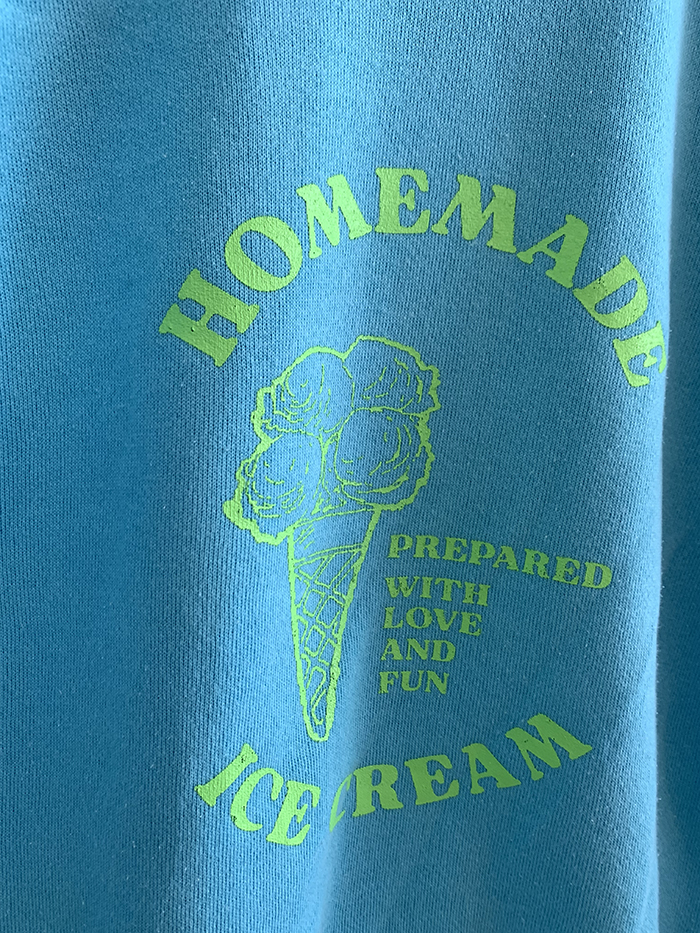 HOMEMADE
PREPARED
WITH
LOVE
AND
FUN
ICE CREAM